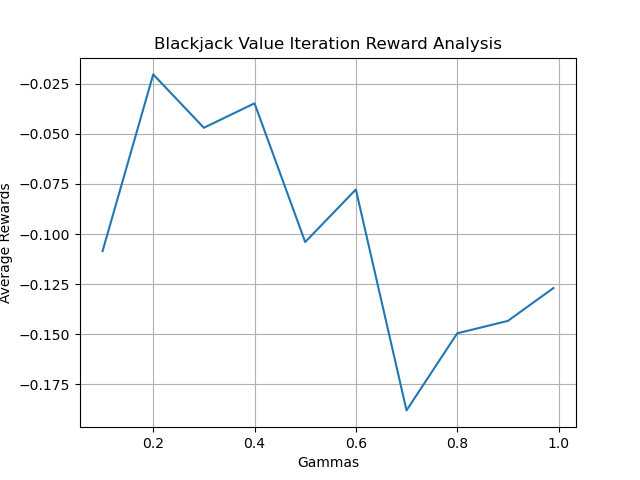 Blackjack Value Iteration Reward Analysis
Average Rewards
−0.025
−0.050
−0.075
−0.100
−0.125
−0.150
−0.175
0.2 0.4 0.6 0.8 1.0
Gammas